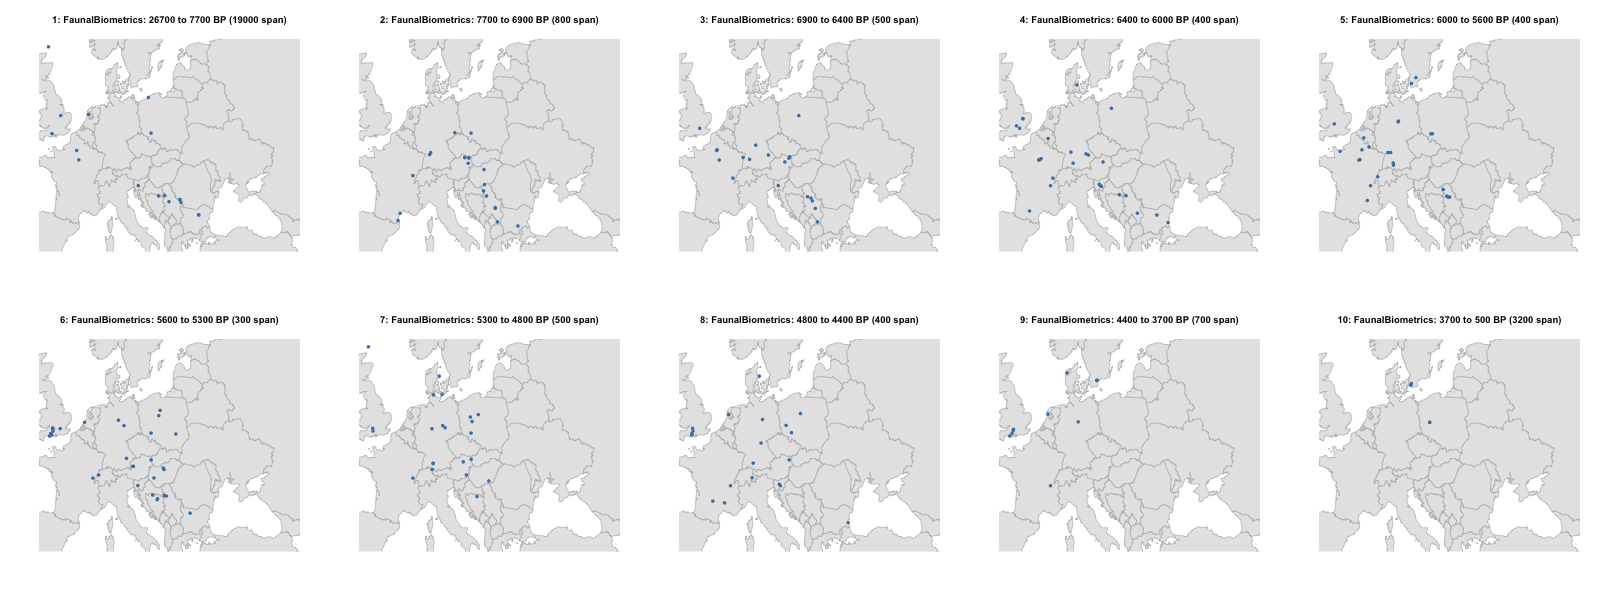 1: FaunalBiometrics: 26700 to 7700 BP (19000 span)
2: FaunalBiometrics: 7700 to 6900 BP (800 span)
3: FaunalBiometrics: 6900 to 6400 BP (500 span)
4: FaunalBiometrics: 6400 to 6000 BP (400 span)
5: FaunalBiometrics: 6000 to 5600 BP (400 span)
6: FaunalBiometrics: 5600 to 5300 BP (300 span)
7: FaunalBiometrics: 5300 to 4800 BP (500 span)
8: FaunalBiometrics: 4800 to 4400 BP (400 span)
9: FaunalBiometrics: 4400 to 3700 BP (700 span)
10: FaunalBiometrics: 3700 to 500 BP (3200 span)